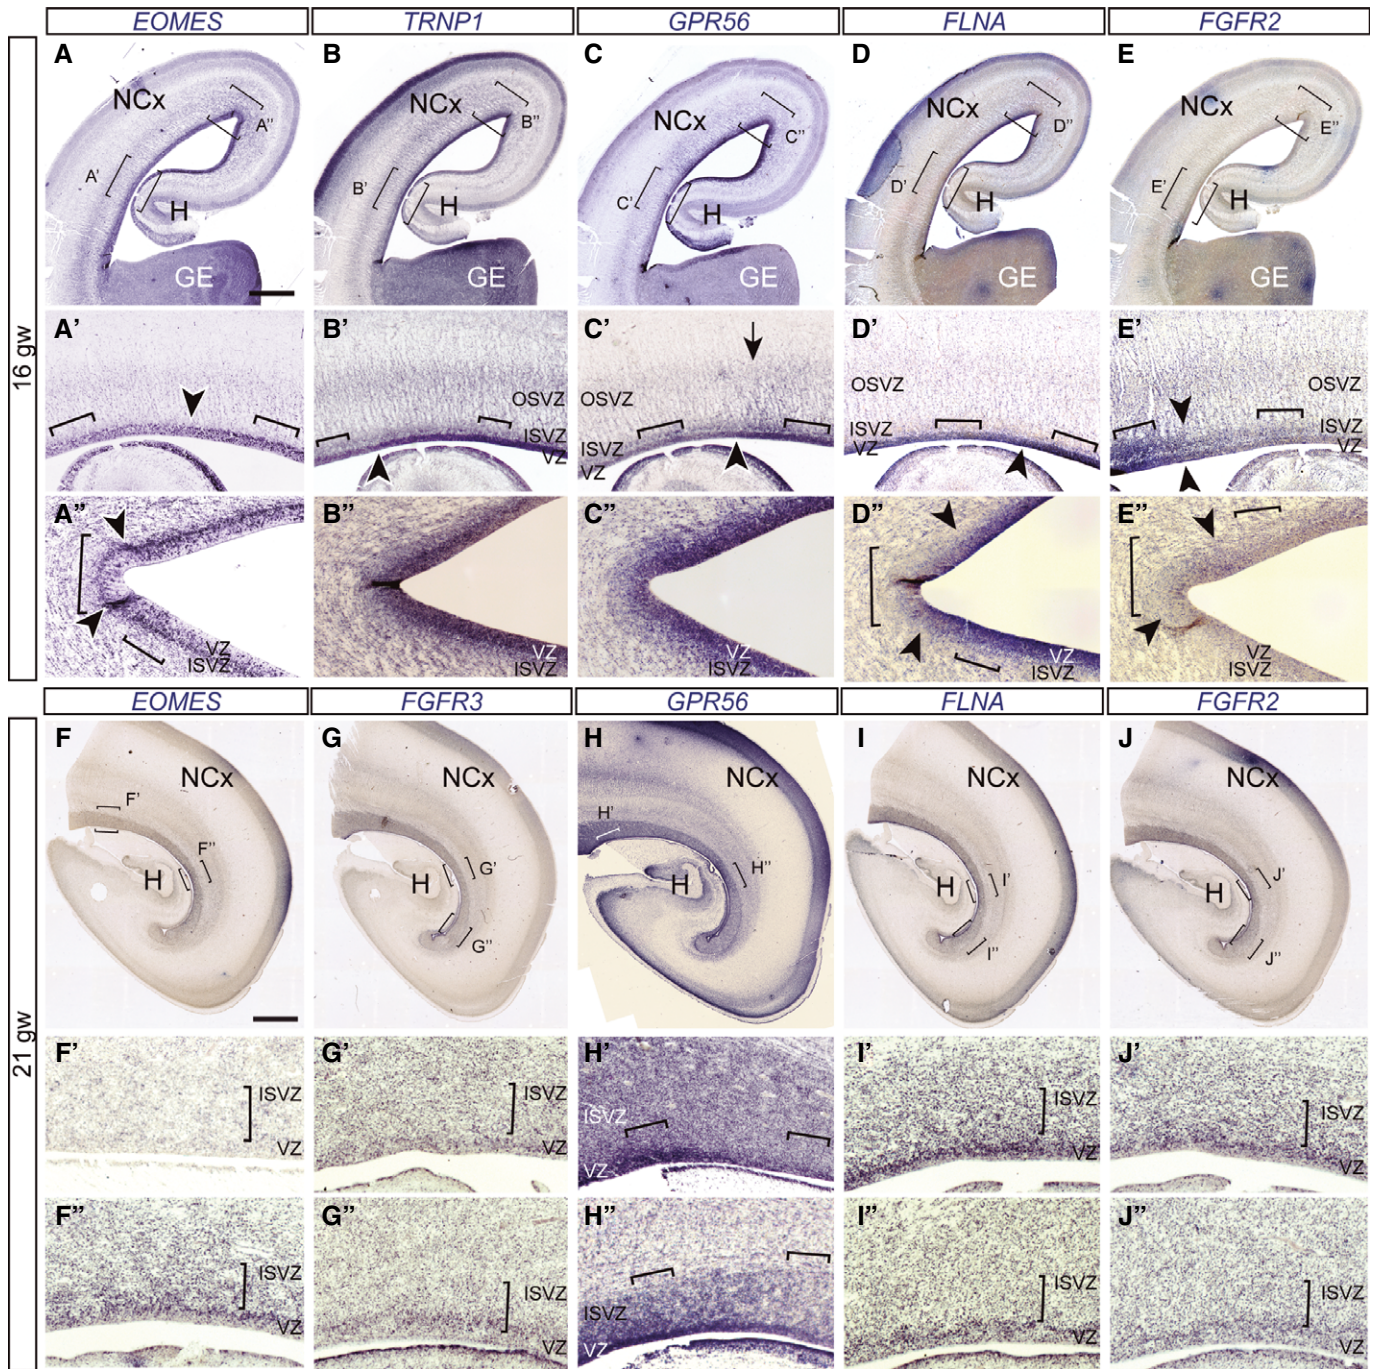 EOMES TRNP1 GPR56 FLNA FGFR2
16 gw
A B C D E
NCx NCx NCx NCx NCx
A" B" C" D" E"
A' B' C' D' E'
H H H H H
GE GE GE GE GE
A' B' C' D' E'
OSVZ OSVZ OSVZ OSVZ
ISVZ ISVZ ISVZ ISVZ
VZ VZ VZ VZ
A" B" C" D" E"
VZ VZ VZ VZ VZ
ISVZ ISVZ ISVZ ISVZ ISVZ
EOMES FGFR3 GPR56 FLNA FGFR2
21 gw
F G H I J
NCx NCx NCx NCx NCx
F' G' H' I' J'
F" G" H" I" J"
H H H H H
F' G' H' I' J'
ISVZ ISVZ ISVZ ISVZ ISVZ
VZ VZ VZ VZ VZ
F" G" H" I" J"
ISVZ ISVZ ISVZ ISVZ ISVZ
VZ VZ VZ VZ VZ